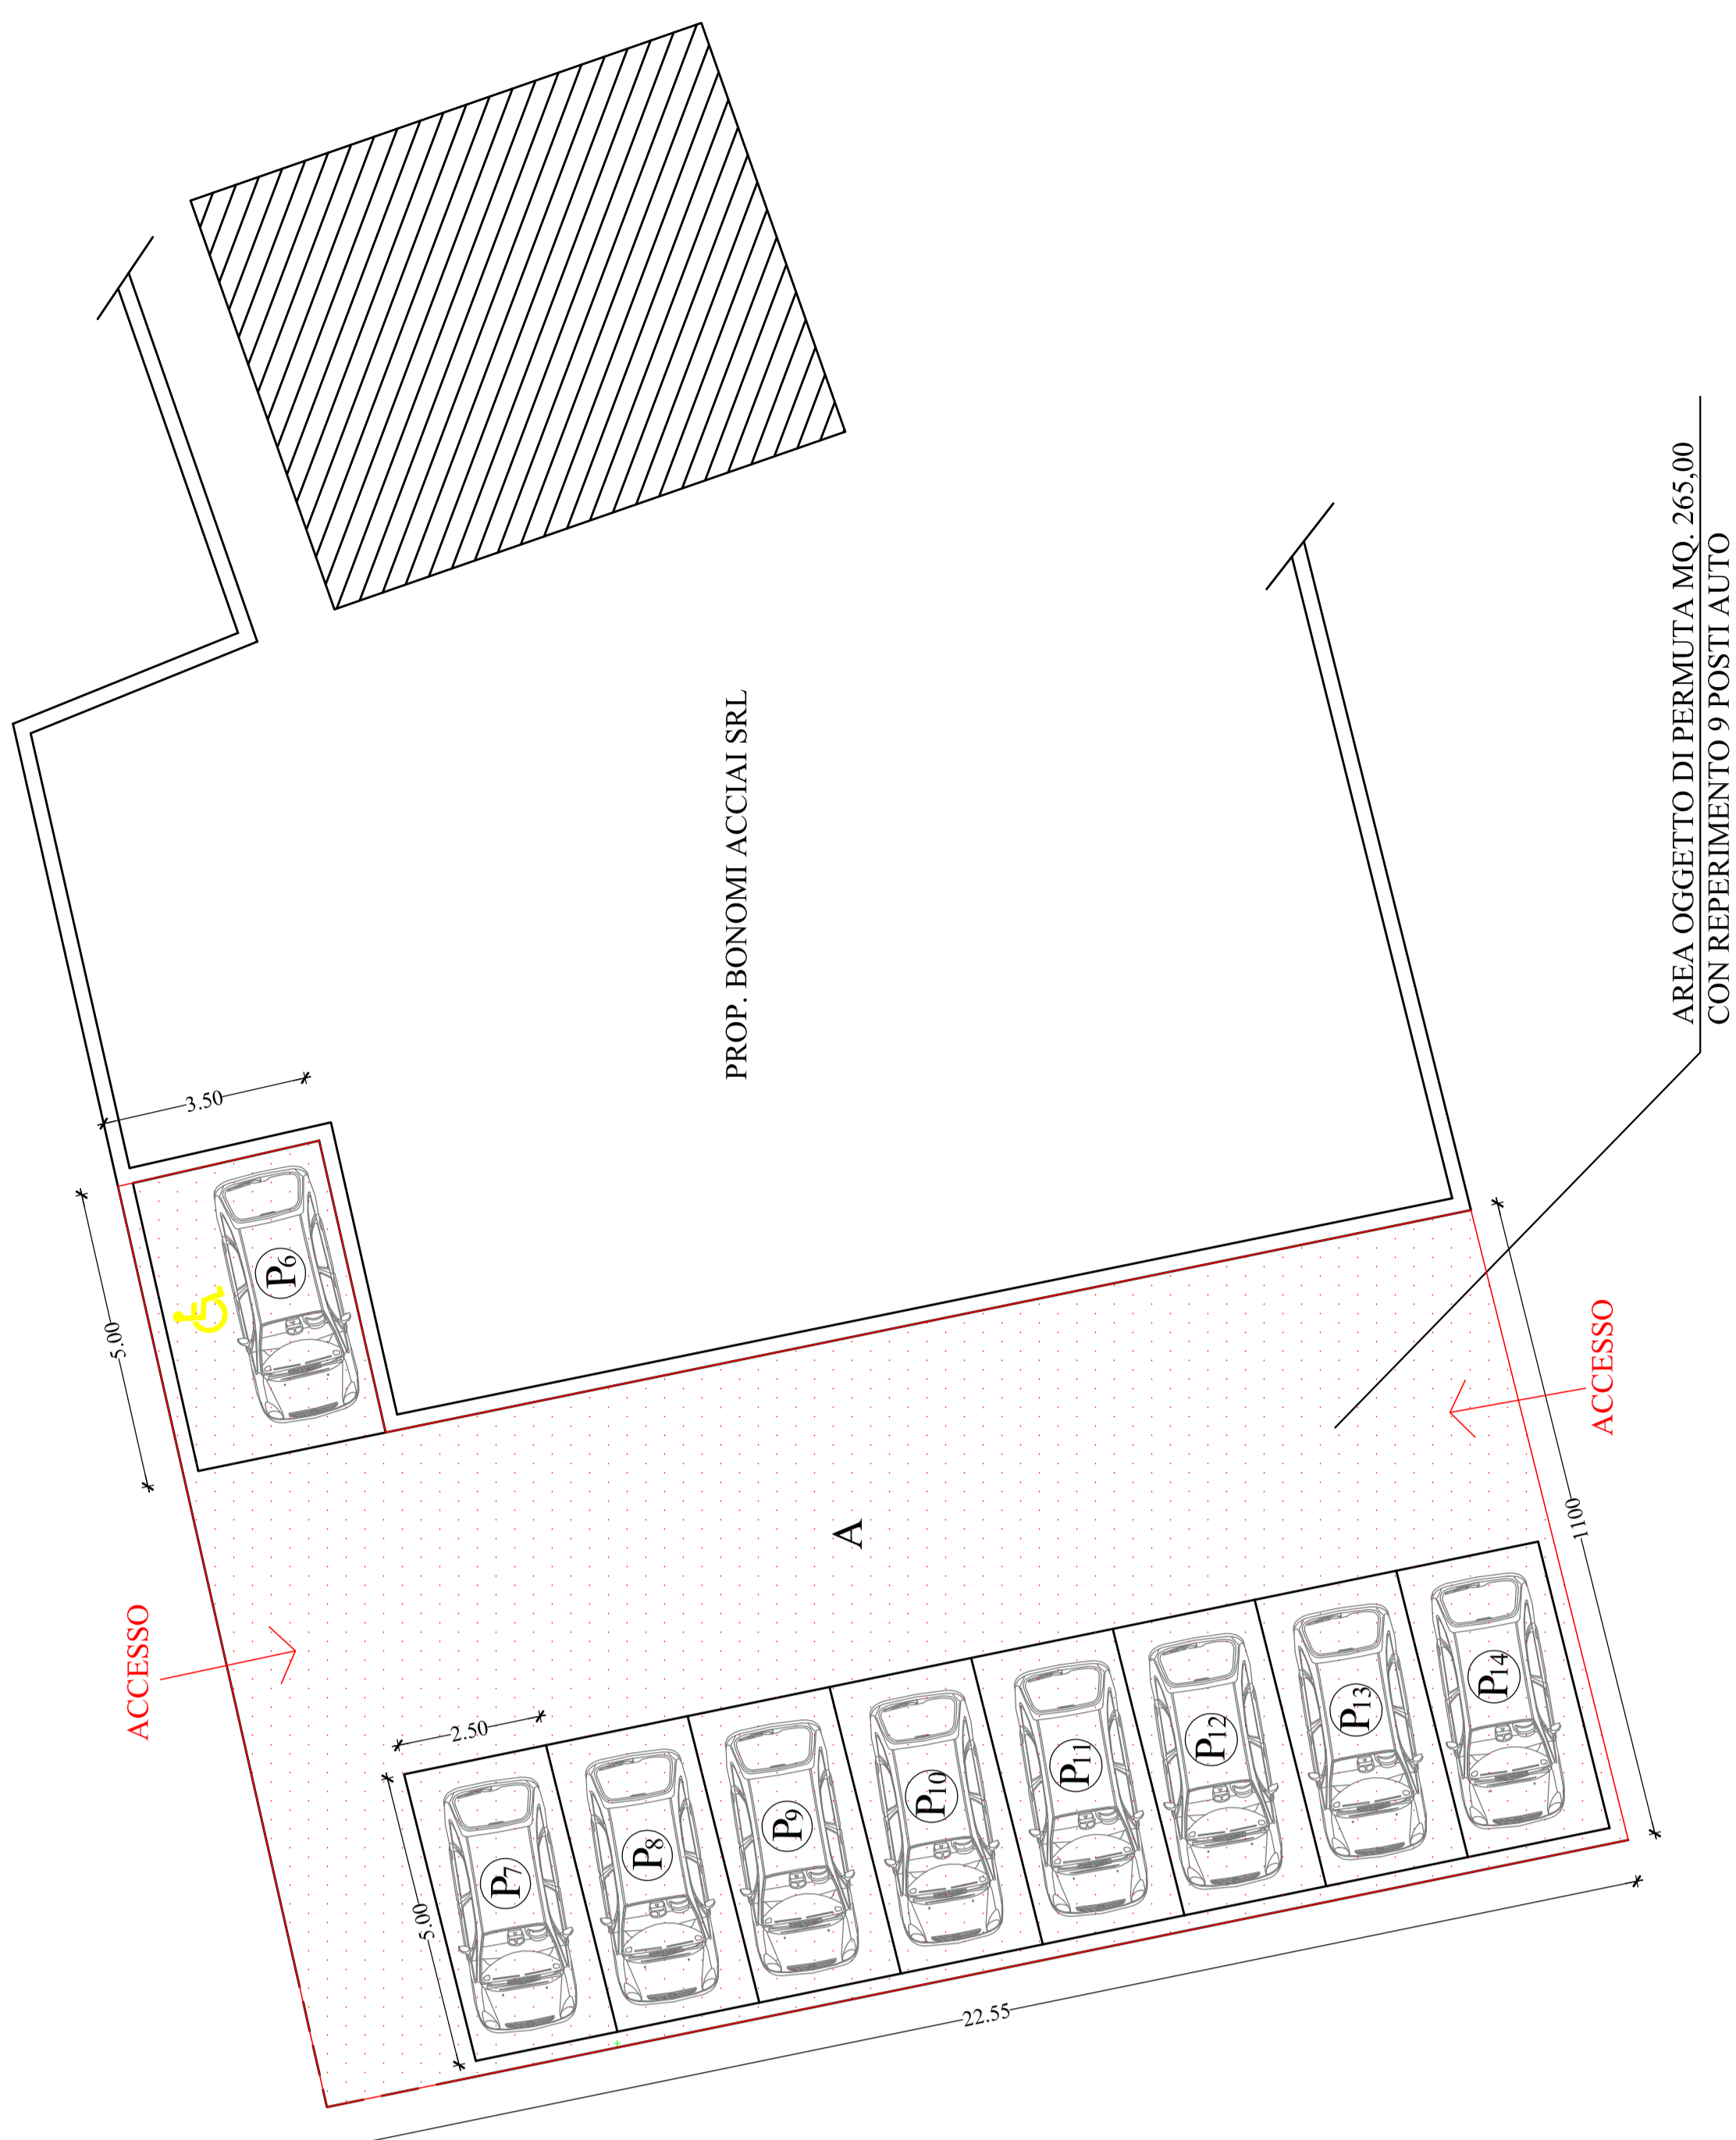 AREA OGGETTO DI PERMUTA MQ. 265,00
CON REPERIMENTO 9 POSTI AUTO
PROP. BONOMI ACCIAI SRL
3.50
5.00
P6
ACCESSO
ACCESSO
A
1100
2.50
5.00
P7
P8
P9
P10
P11
P12
P13
P14
22.55